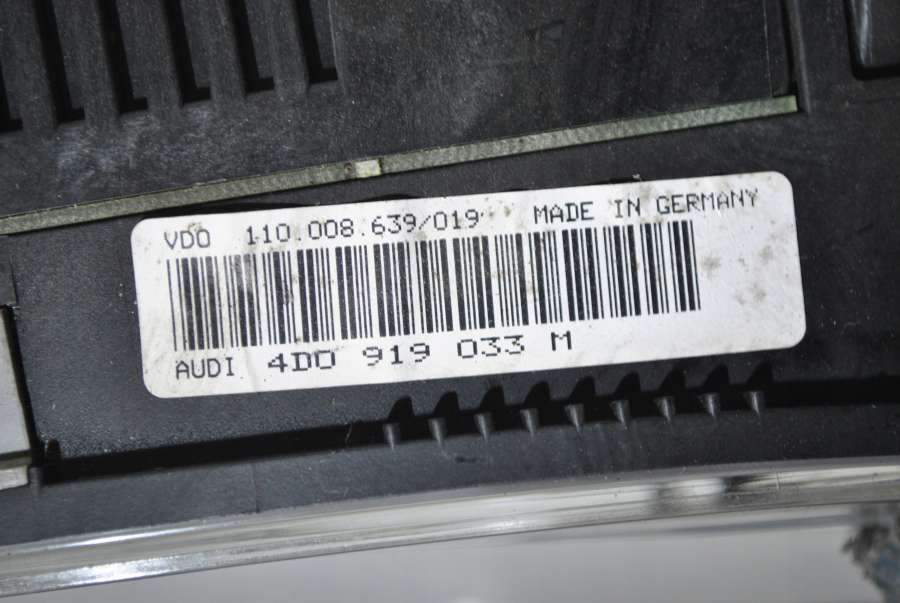 VDO 110.008.639/019 MADE IN GERMANY
AUDI 4D0 919 033 M